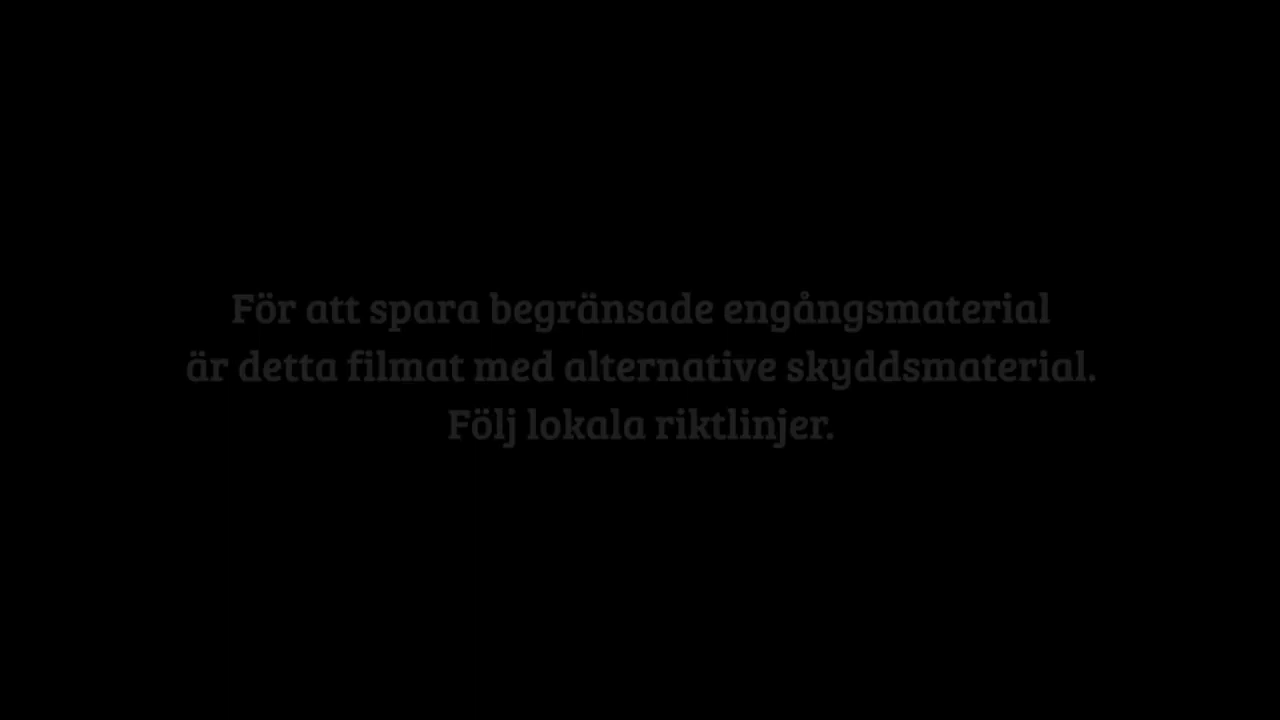 För att spara begränsade engångsmaterial
är detta filmat med alternative skyddsmaterial.
Följ lokala riktlinjer.